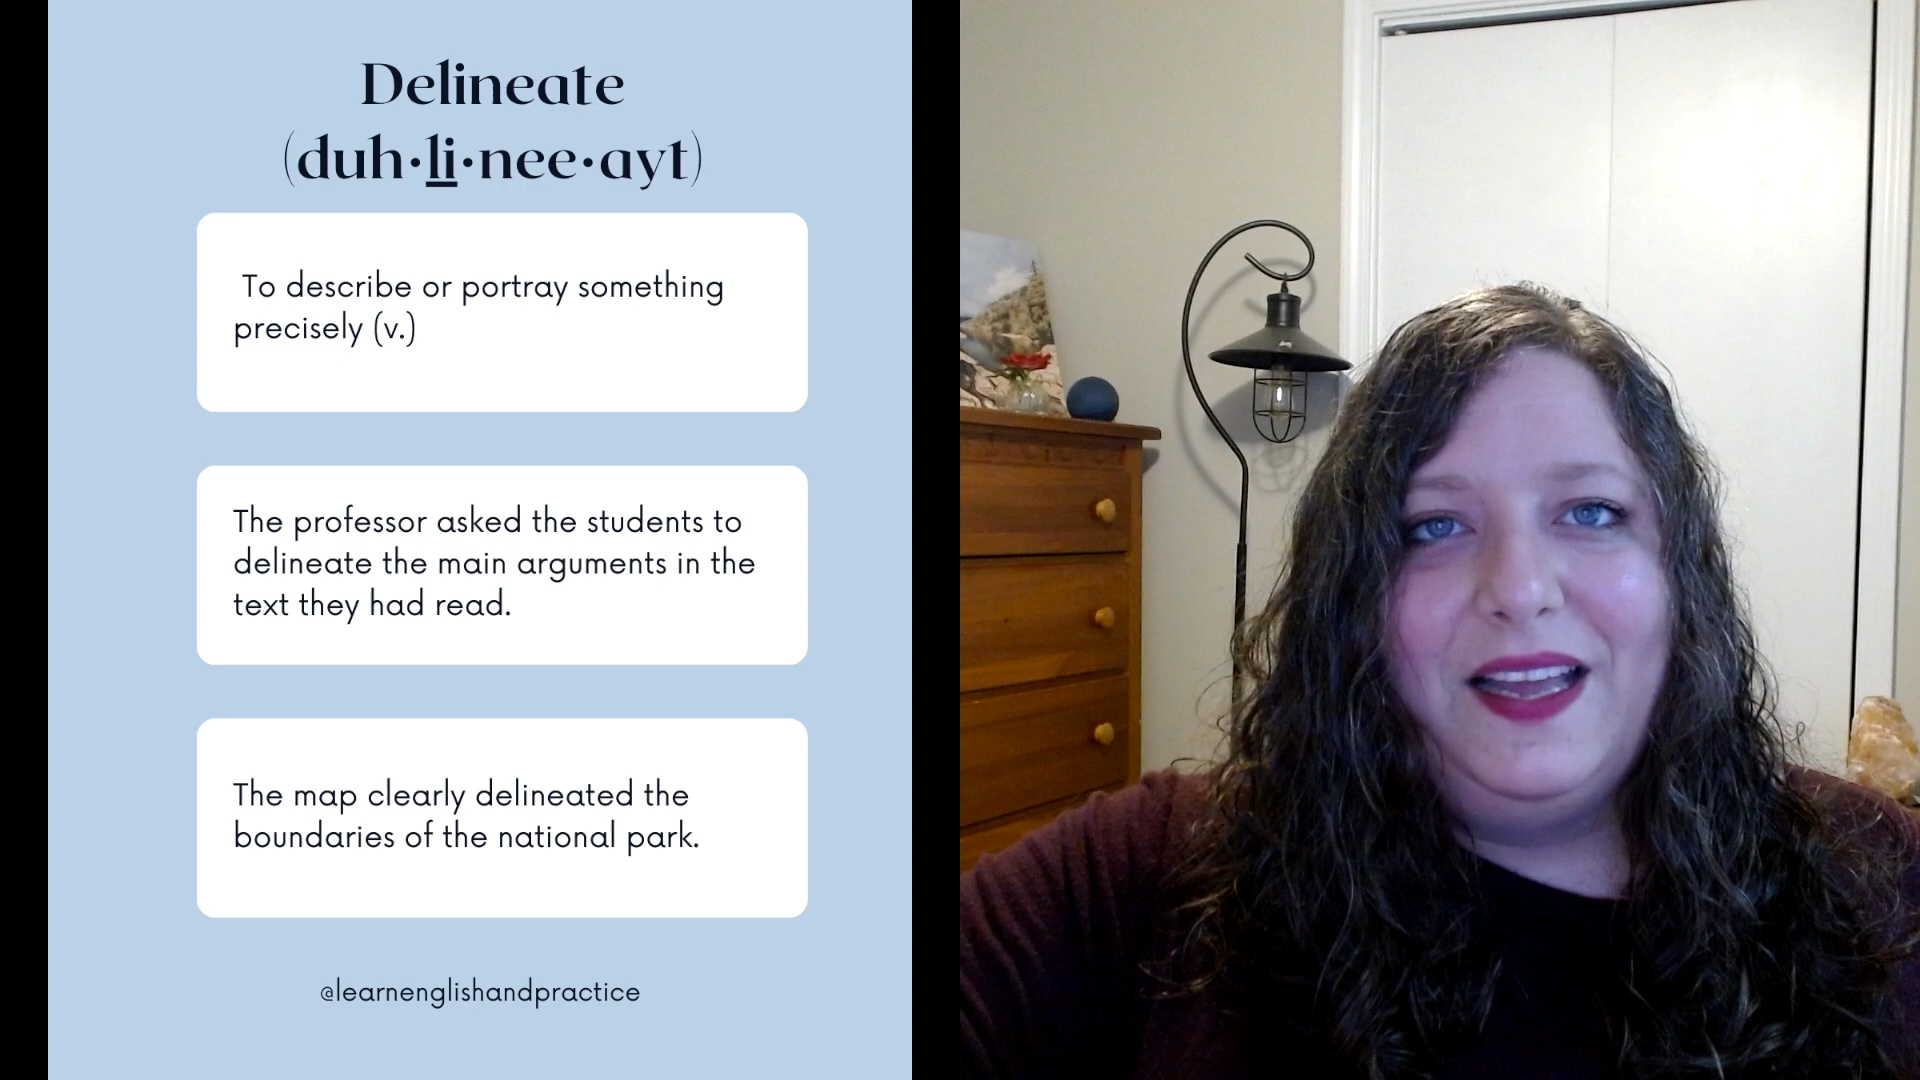 Delineate
(duh·li·nee·ayt)
To describe or portray something
precisely (v.)
The professor asked the students to
delineate the main arguments in the
text they had read.
The map clearly delineated the
boundaries of the national park.
@learnenglishandpractice